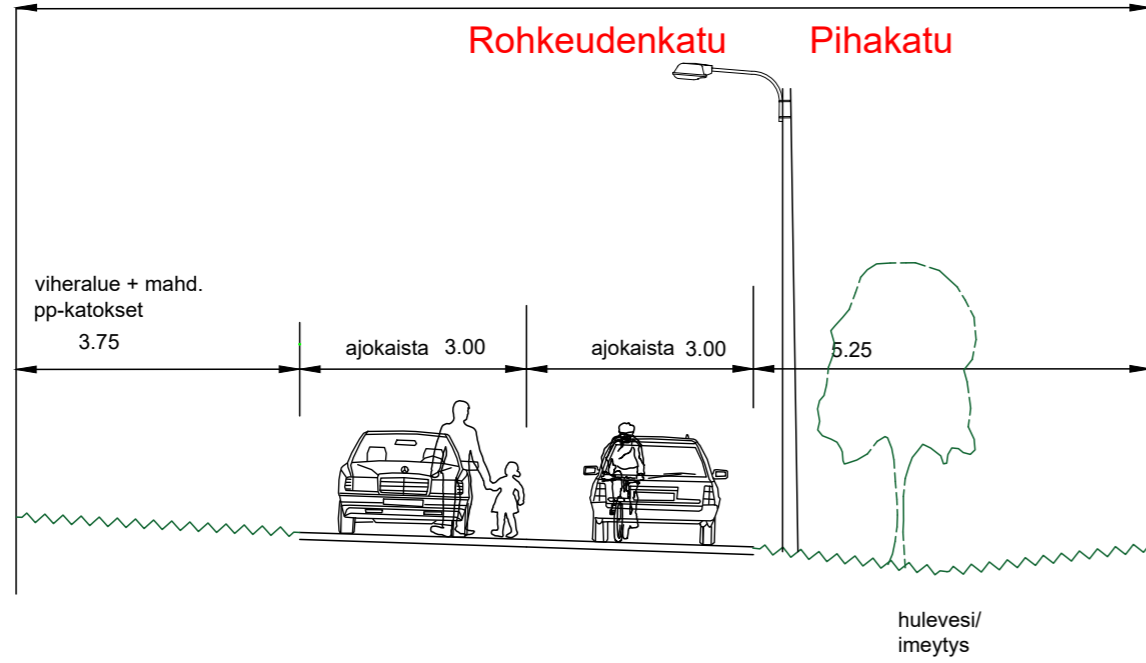 Rohkeudenkatu Pihakatu
viheralue + mahd.
pp-katokset
3.75
ajokaista 3.00
ajokaista 3.00
5.25
hulevesi/
imeytys